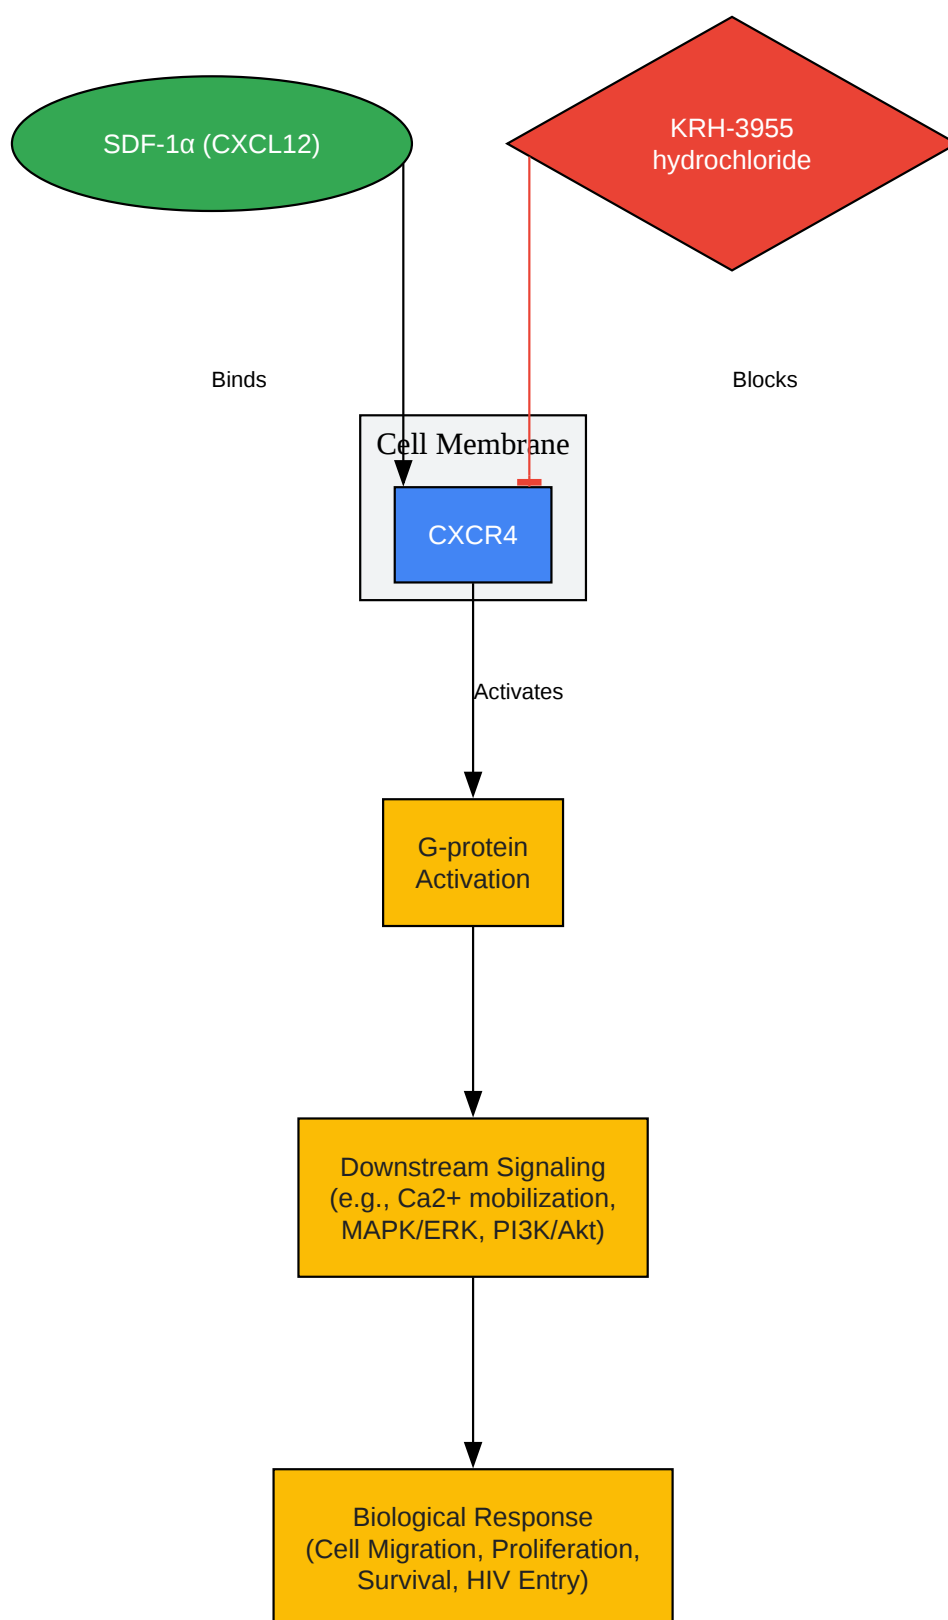 SDF-1α (CXCL12)
KRH-3955
hydrochloride
Binds
Blocks
Cell Membrane
CXCR4
Activates
G-protein
Activation
Downstream Signaling
(e.g., Ca2+ mobilization,
MAPK/ERK, PI3K/Akt)
Biological Response
(Cell Migration, Proliferation,
Survival, HIV Entry)